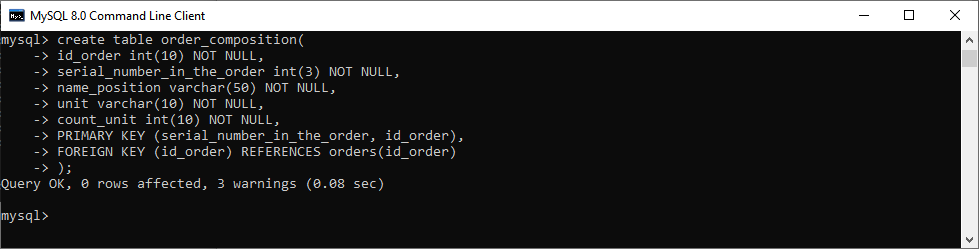 MySQL 8.0 Command Line Client
mysql> create table order_composition(
    -> id_order int(10) NOT NULL,
    -> serial_number_in_the_order int(3) NOT NULL,
    -> name_position varchar(50) NOT NULL,
    -> unit varchar(10) NOT NULL,
    -> count_unit int(10) NOT NULL,
    -> PRIMARY KEY (serial_number_in_the_order, id_order),
    -> FOREIGN KEY (id_order) REFERENCES orders(id_order)
    -> );
Query OK, 0 rows affected, 3 warnings (0.08 sec)
mysql>